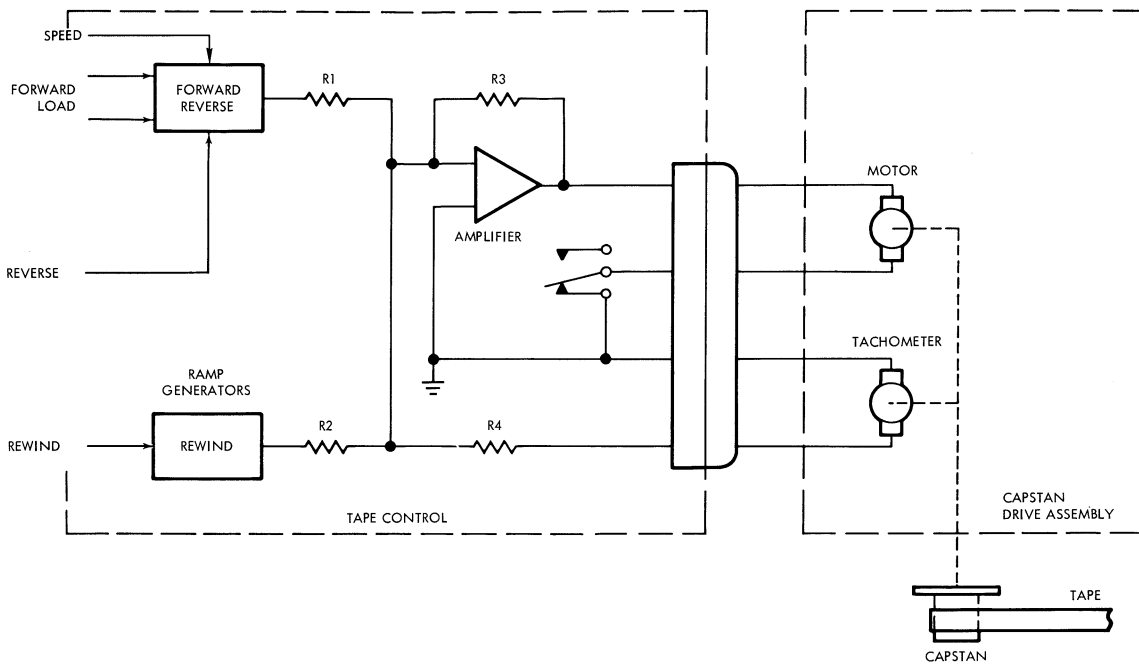 SPEED
FORWARD
LOAD
FORWARD
REVERSE
R1
R3
AMPLIFIER
MOTOR
REVERSE
TACHOMETER
RAMP
GENERATORS
REWIND
REWIND
R2
R4
TAPE CONTROL
CAPSTAN
DRIVE ASSEMBLY
TAPE
CAPSTAN